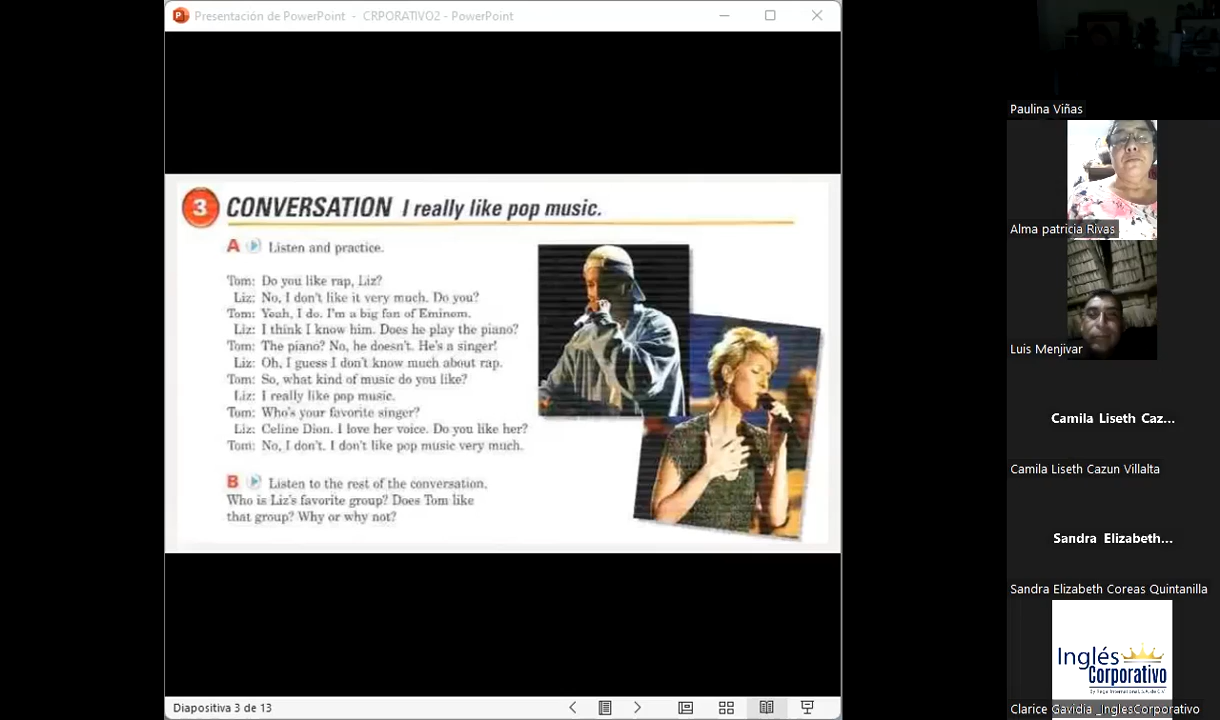 Presentación de PowerPoint - CRPORATIVO2 - PowerPoint
3 CONVERSATION I really like pop music.
A Listen and practice.
Tom: Do you like rap, Liz?
Liz: No, I don't like it very much. Do you?
Tom: Yeah, I do. I'm a big fan of Eminem.
Liz: I think I know him. Does he play the piano?
Tom: The piano? No, he doesn't. He's a singer!
Liz: Oh, I guess I don't know much about rap.
Tom: So, what kind of music do you like?
Liz: I really like pop music.
Tom: Who's your favorite singer?
Liz: Celine Dion. I love her voice. Do you like her?
Tom: No, I don't. I don't like pop music very much.
B Listen to the rest of the conversation.
Who is Liz's favorite group? Does Tom like
that group? Why or why not?
Diapositiva 3 de 13
Paulina Viñas
Alma patricia Rivas
Luis Menjivar
Camila Liseth Caz...
Camila Liseth Cazun Villalta
Sandra Elizabeth...
Sandra Elizabeth Coreas Quintanilla
Inglés
Corporativo
Clarice Gavidia _InglesCorporativo